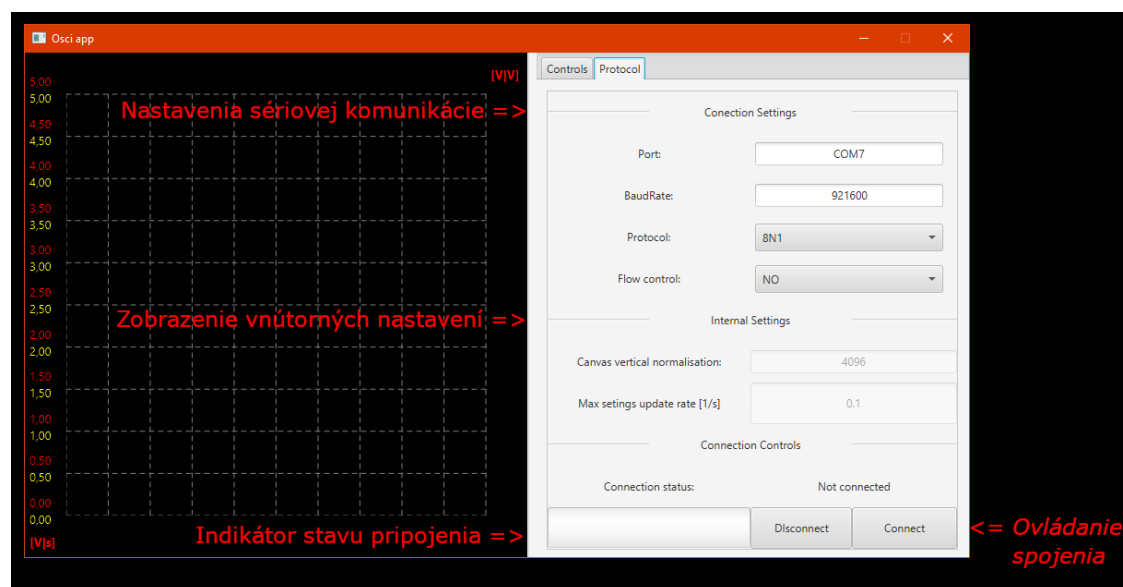 Osci app
[V|V]
5,00
5,00
4,50
4,50
4,00
4,00
3,50
3,50
3,00
3,00
2,50
2,50
2,00
2,00
1,50
1,50
1,00
1,00
0,50
0,50
0,00
0,00
[V|s]
Nastavenia sériovej komunikácie =>
Zobrazenie vnútorných nastavení =>
Indikátor stavu pripojenia =>
Controls Protocol
Conection Settings
Port: COM7
BaudRate: 921600
Protocol: 8N1
Flow control: NO
Internal Settings
Canvas vertical normalisation: 4096
Max setings update rate [1/s] 0.1
Connection Controls
Connection status: Not connected
DIsconnect Connect
<= Ovládanie
spojenia